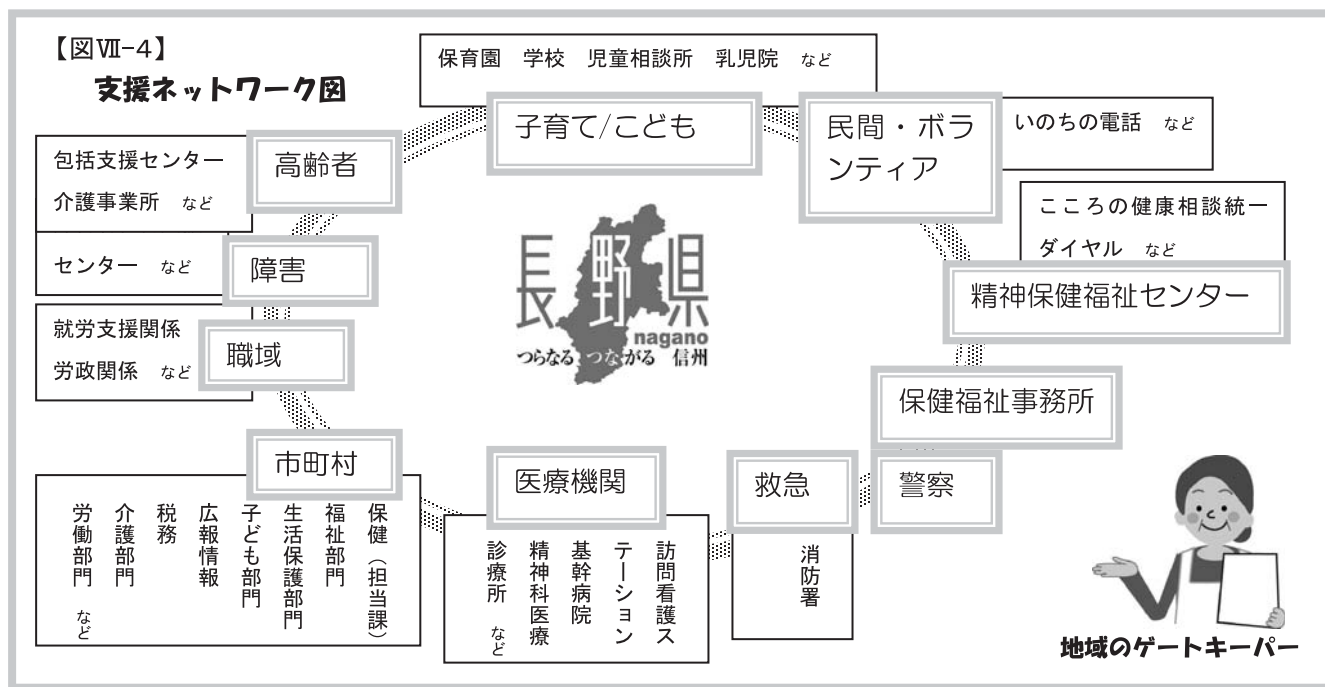 【図Ⅶ-4】
支援ネットワーク図
保育園 学校 児童相談所 乳児院 など
子育て/こども
民間・ボラ
ンティア
いのちの電話 など
包括支援センター
介護事業所 など
高齢者
こころの健康相談統一
ダイヤル など
精神保健福祉センター
センター など
障害
就労支援関係
労政関係 など
職域
長野県
nagano
つらなる つながる 信州
保健福祉事務所
市町村
保健(担当課)
福祉部門
生活保護部門
子ども部門
広報情報
税務
介護部門
労働部門 など
医療機関
訪問看護ス
テーション
基幹病院
精神科医療
診療所 など
救急
消防署
警察
地域のゲートキーパー